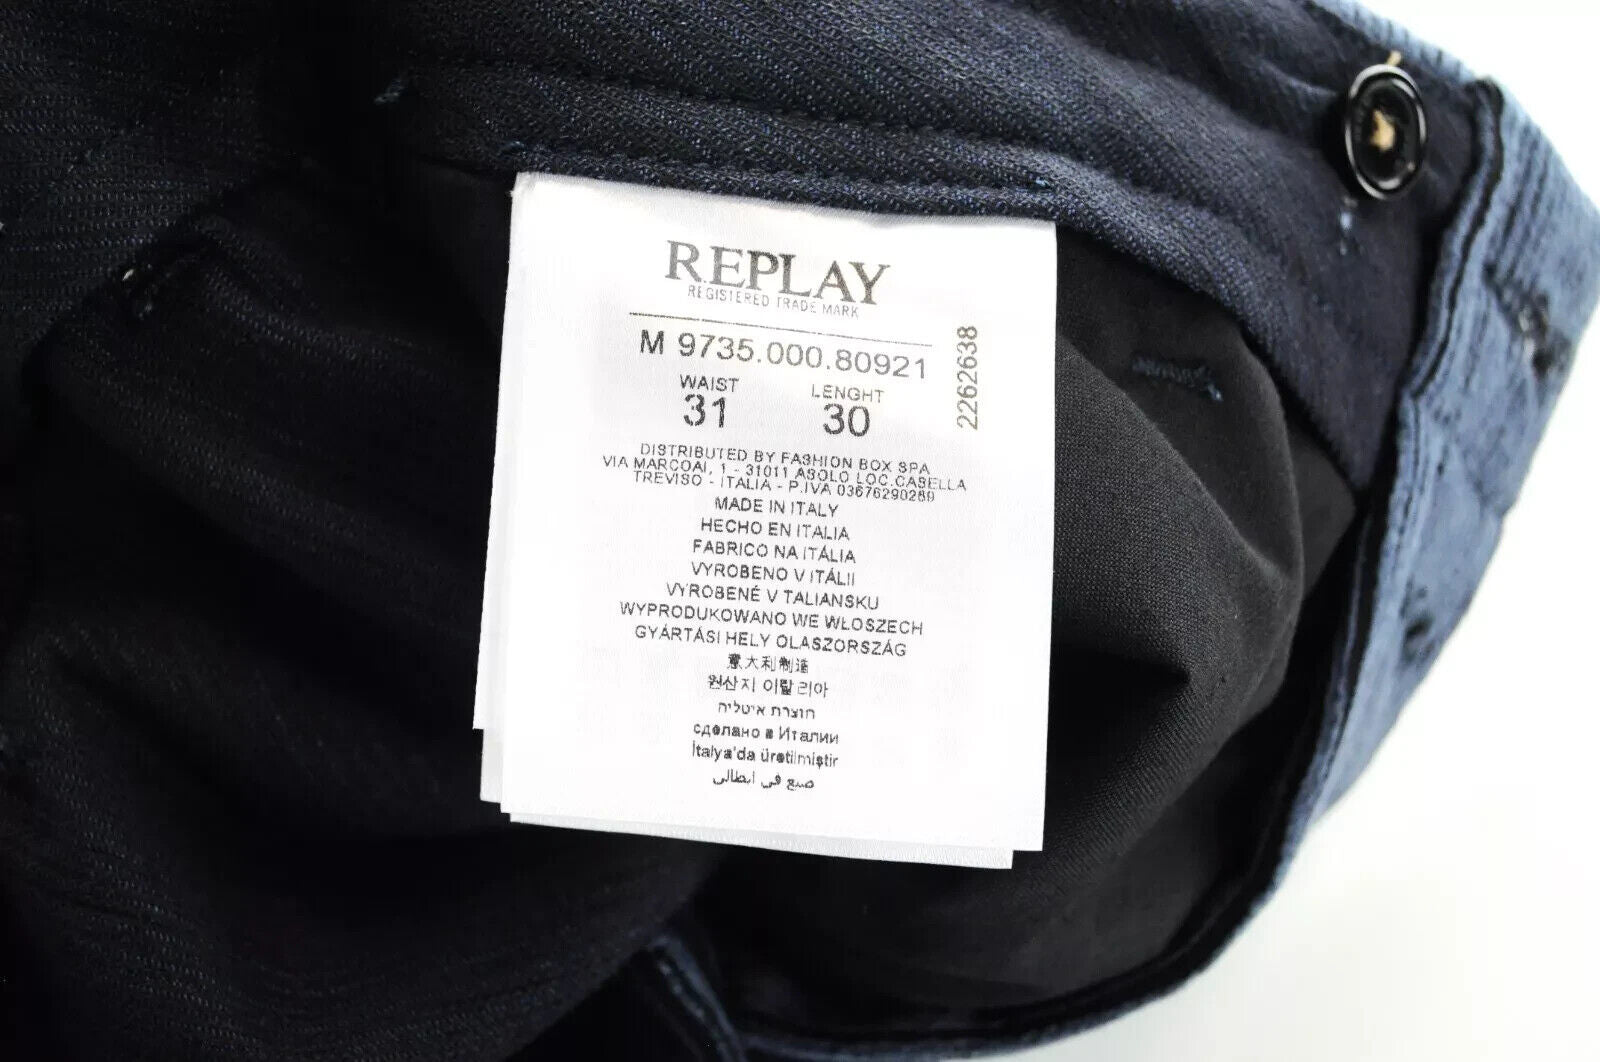 REPLAY
REGISTERED TRADE MARK
M 9735.000.80921
2262638
WAIST LENGHT
31 30
DISTRIBUTED BY FASHION BOX SPA
VIA MARCOAI, 1 - 31011 ASOLO LOC.CASELLA
TREVISO - ITALIA - P.IVA 03676290269
MADE IN ITALY
HECHO EN ITALIA
FABRICO NA ITÁLIA
VYROBENO V ITÁLII
VYROBENÉ V TALIANSKU
WYPRODUKOWANO WE WŁOSZECH
GYÁRTÁSI HELY OLASZORSZÁG
意大利制造
원산지 이탈리아
תוצרת איטליה
сделано в Италии
İtalya'da üretilmiştir
صنع في ايطالى